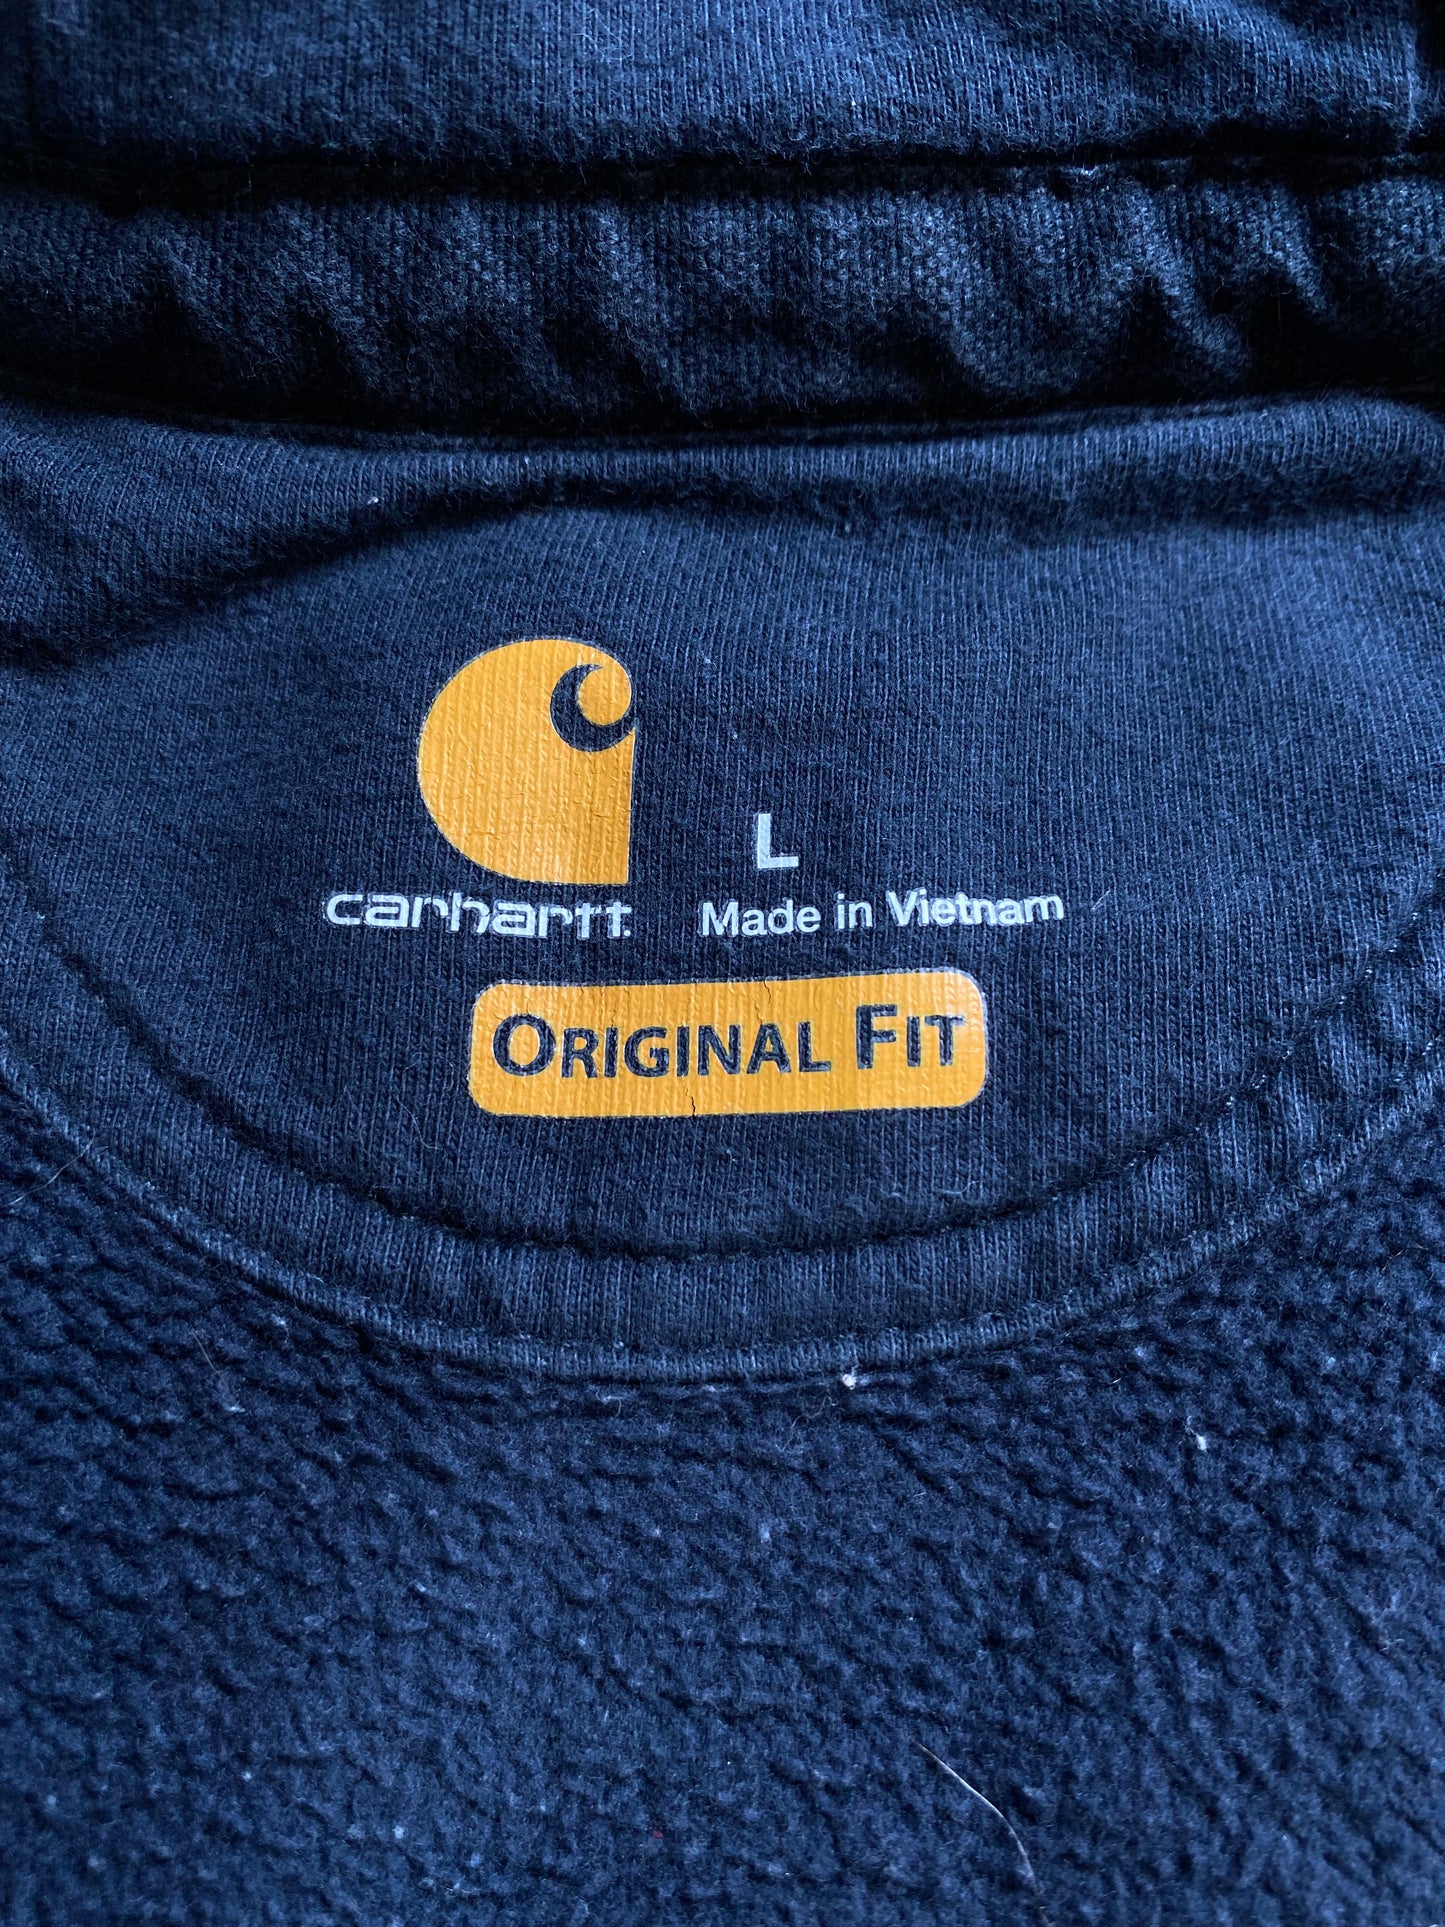 L
carhartt.
Made in Vietnam
ORIGINAL FIT